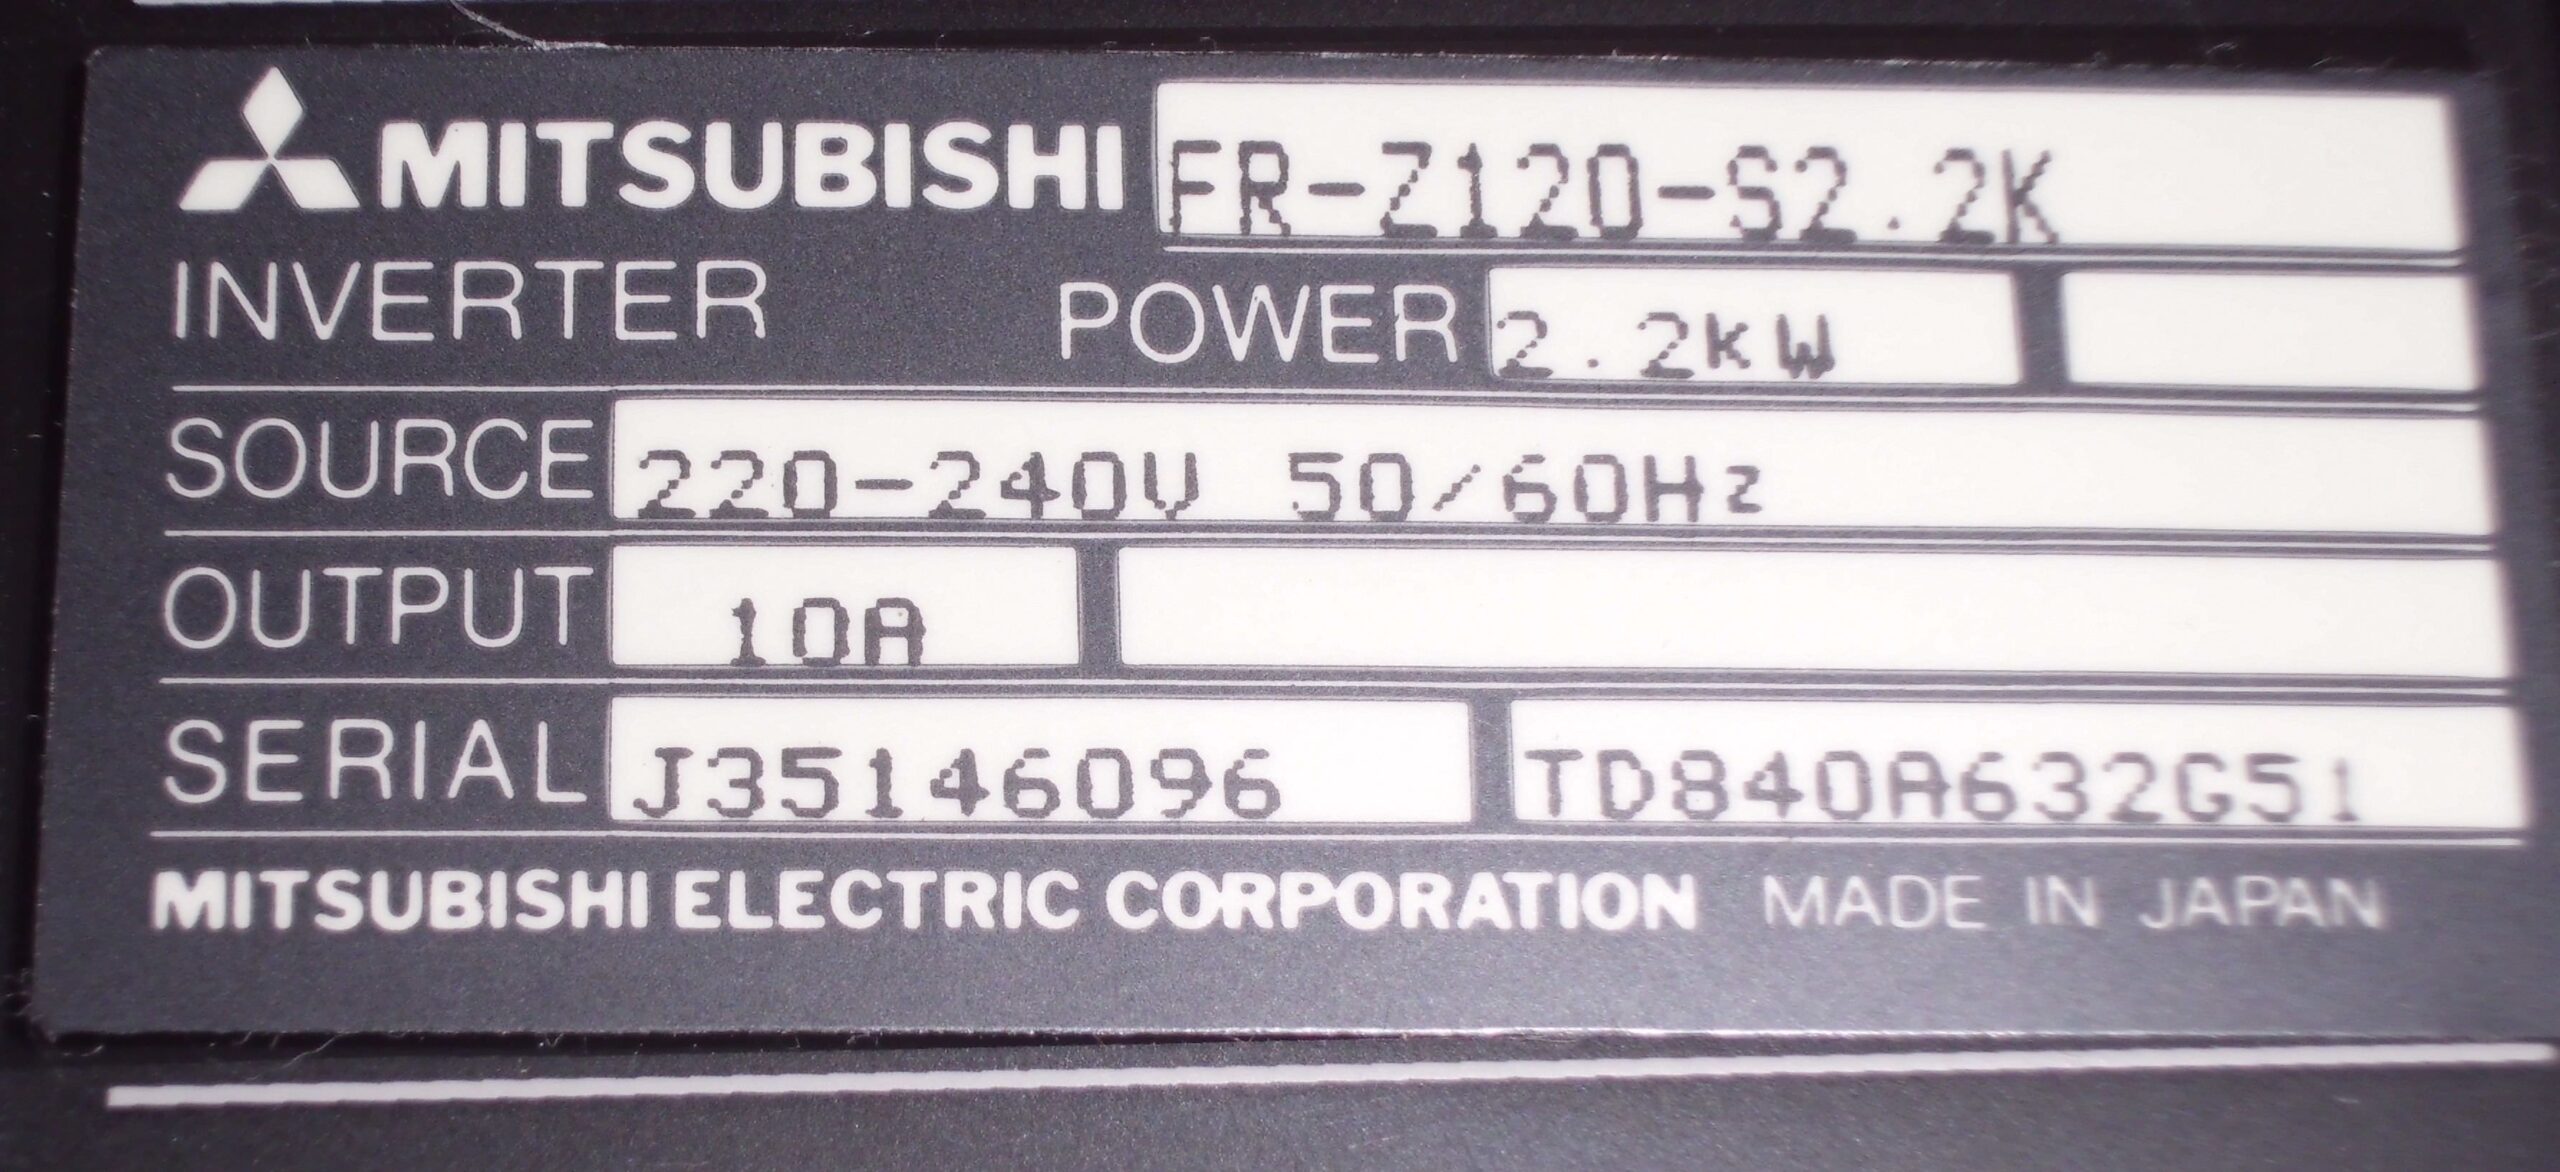 MITSUBISHI FR-Z120-S2.2K
INVERTER POWER 2.2kW
SOURCE 220-240V 50/60Hz
OUTPUT 10A
SERIAL J35146096 TD840A632G51
MITSUBISHI ELECTRIC CORPORATION MADE IN JAPAN